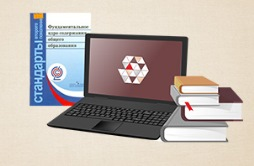 стандарты
Фундаментальное
ядро содержания
общего
образования